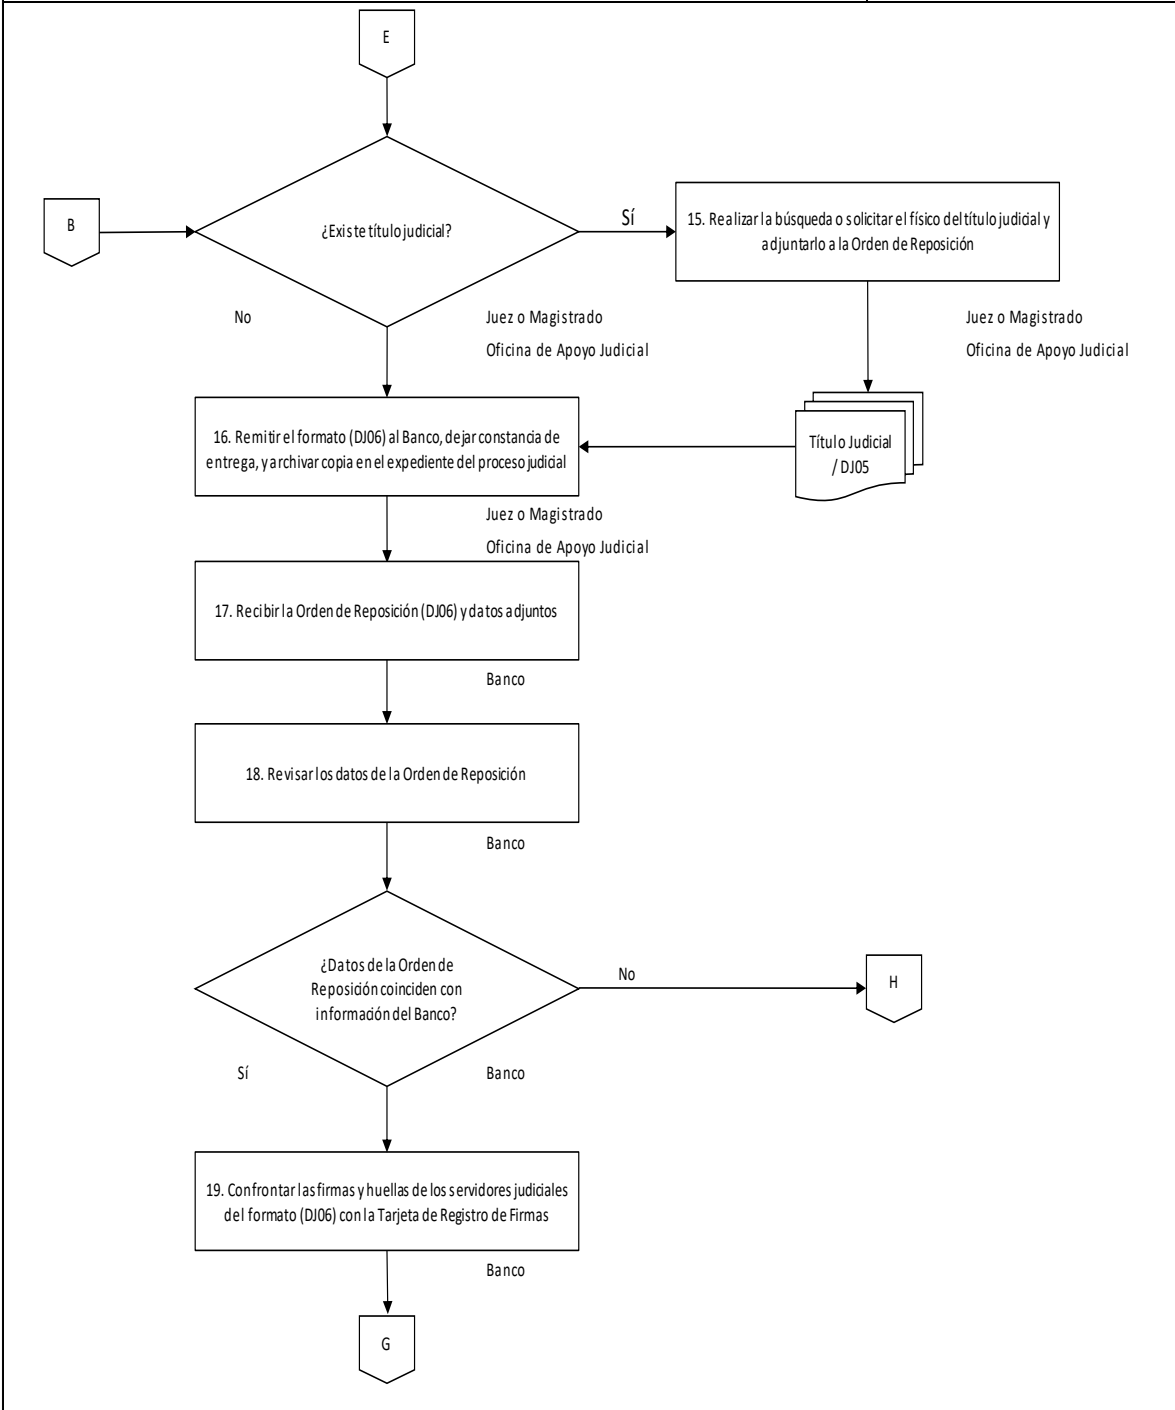 E
B
¿Existe título judicial?
Sí
15. Realizar la búsqueda o solicitar el físico del título judicial y
adjuntarlo a la Orden de Reposición
No
Juez o Magistrado
Oficina de Apoyo Judicial
Juez o Magistrado
Oficina de Apoyo Judicial
16. Remitir el formato (DJ06) al Banco, dejar constancia de
entrega, y archivar copia en el expediente del proceso judicial
Título Judicial
/ DJ05
Juez o Magistrado
Oficina de Apoyo Judicial
17. Recibir la Orden de Reposición (DJ06) y datos adjuntos
Banco
18. Revisar los datos de la Orden de Reposición
Banco
¿Datos de la Orden de
Reposición coinciden con
información del Banco?
No
H
Sí
Banco
19. Confrontar las firmas y huellas de los servidores judiciales
del formato (DJ06) con la Tarjeta de Registro de Firmas
Banco
G